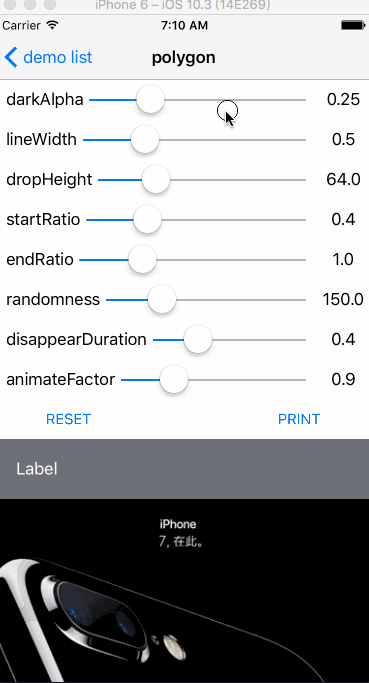 iPhone 6 – iOS 10.3 (14E269)
Carrier 7:10 AM
demo list polygon
darkAlpha 0.25
lineWidth 0.5
dropHeight 64.0
startRatio 0.4
endRatio 1.0
randomness 150.0
disappearDuration 0.4
animateFactor 0.9
RESET PRINT
Label
iPhone
7, 在此。